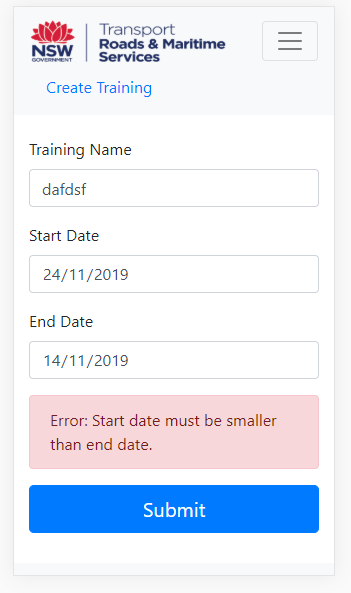 NSW
GOVERNMENT
Transport
Roads & Maritime
Services
Create Training
Training Name
dafdsf
Start Date
24/11/2019
End Date
14/11/2019
Error: Start date must be smaller
than end date.
Submit